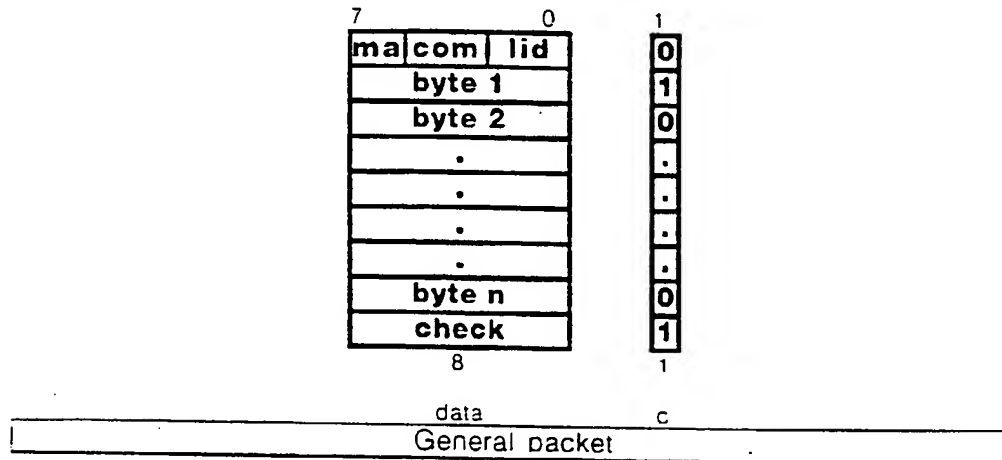 7 0 1
ma com lid 0
byte 1 1
byte 2 0
. .
. .
. .
. .
byte n 0
check 1
8 1
data c
General packet